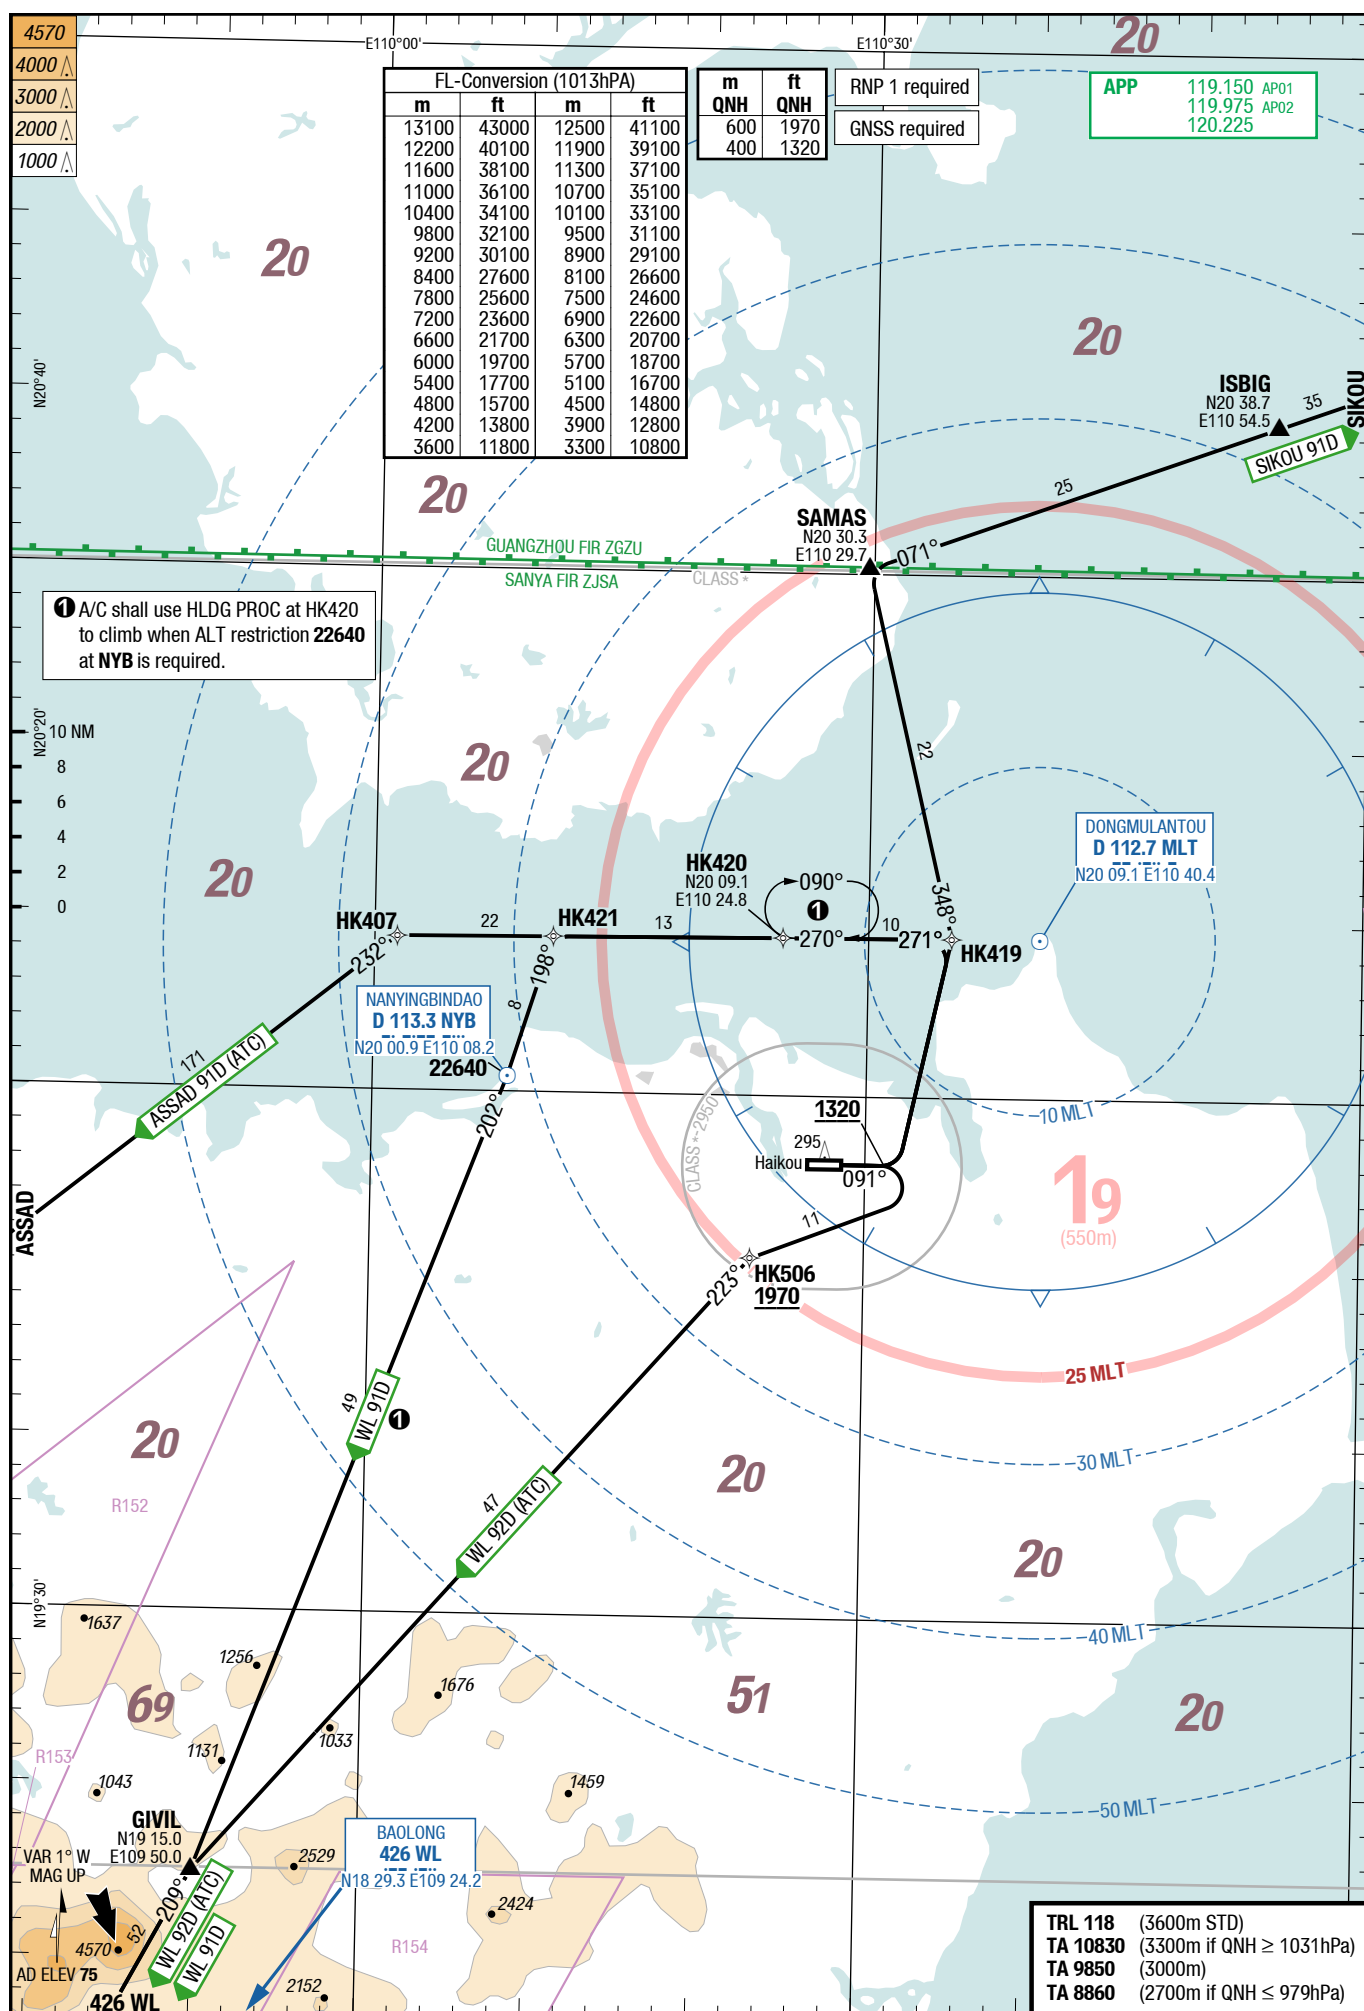 4570
4000
3000
2000
1000
E110°00'
E110°30'
FL-Conversion (1013hPA)
m ft m ft
13100 43000 12500 41100
12200 40100 11900 39100
11600 38100 11300 37100
11000 36100 10700 35100
10400 34100 10100 33100
9800 32100 9500 31100
9200 30100 8900 29100
8400 27600 8100 26600
7800 25600 7500 24600
7200 23600 6900 22600
6600 21700 6300 20700
6000 19700 5700 18700
5400 17700 5100 16700
4800 15700 4500 14800
4200 13800 3900 12800
3600 11800 3300 10800
m ft
QNH QNH
600 1970
400 1320
RNP 1 required
GNSS required
APP 119.150 AP01
119.975 AP02
120.225
20
20
20
20
N20°40'
ISBIG
N20 38.7
E110 54.5
35
SIKOU
SIKOU 91D
25
SAMAS
N20 30.3
E110 29.7
071°
GUANGZHOU FIR ZGZU
SANYA FIR ZJSA
CLASS *
1 A/C shall use HLDG PROC at HK420
to climb when ALT restriction 22640
at NYB is required.
N20°20'
10 NM
8
6
4
2
0
20
20
22
DONGMULANTOU
D 112.7 MLT
N20 09.1 E110 40.4
HK420
N20 09.1
E110 24.8
090°
1
270°
10
271°
348°
HK419
HK407
22
HK421
13
232°
198°
8
NANYINGBINDAO
D 113.3 NYB
N20 00.9 E110 08.2
22640
202°
171
ASSAD 91D (ATC)
ASSAD
10 MLT
1320
295
Haikou
091°
CLASS *-2950
11
19
(550m)
HK506
1970
223°
25 MLT
49
WL 91D
1
20
R152
47
WL 92D (ATC)
20
30 MLT
20
N19°30'
40 MLT
1637
1256
1676
69
51
20
1131
1033
R153
1043
1459
50 MLT
GIVIL
N19 15.0
E109 50.0
VAR 1° W
MAG UP
BAOLONG
426 WL
N18 29.3 E109 24.2
2529
209°
52
WL 92D (ATC)
WL 91D
2424
4570
R154
AD ELEV 75
2152
426 WL
TRL 118 (3600m STD)
TA 10830 (3300m if QNH ≥ 1031hPa)
TA 9850 (3000m)
TA 8860 (2700m if QNH ≤ 979hPa)